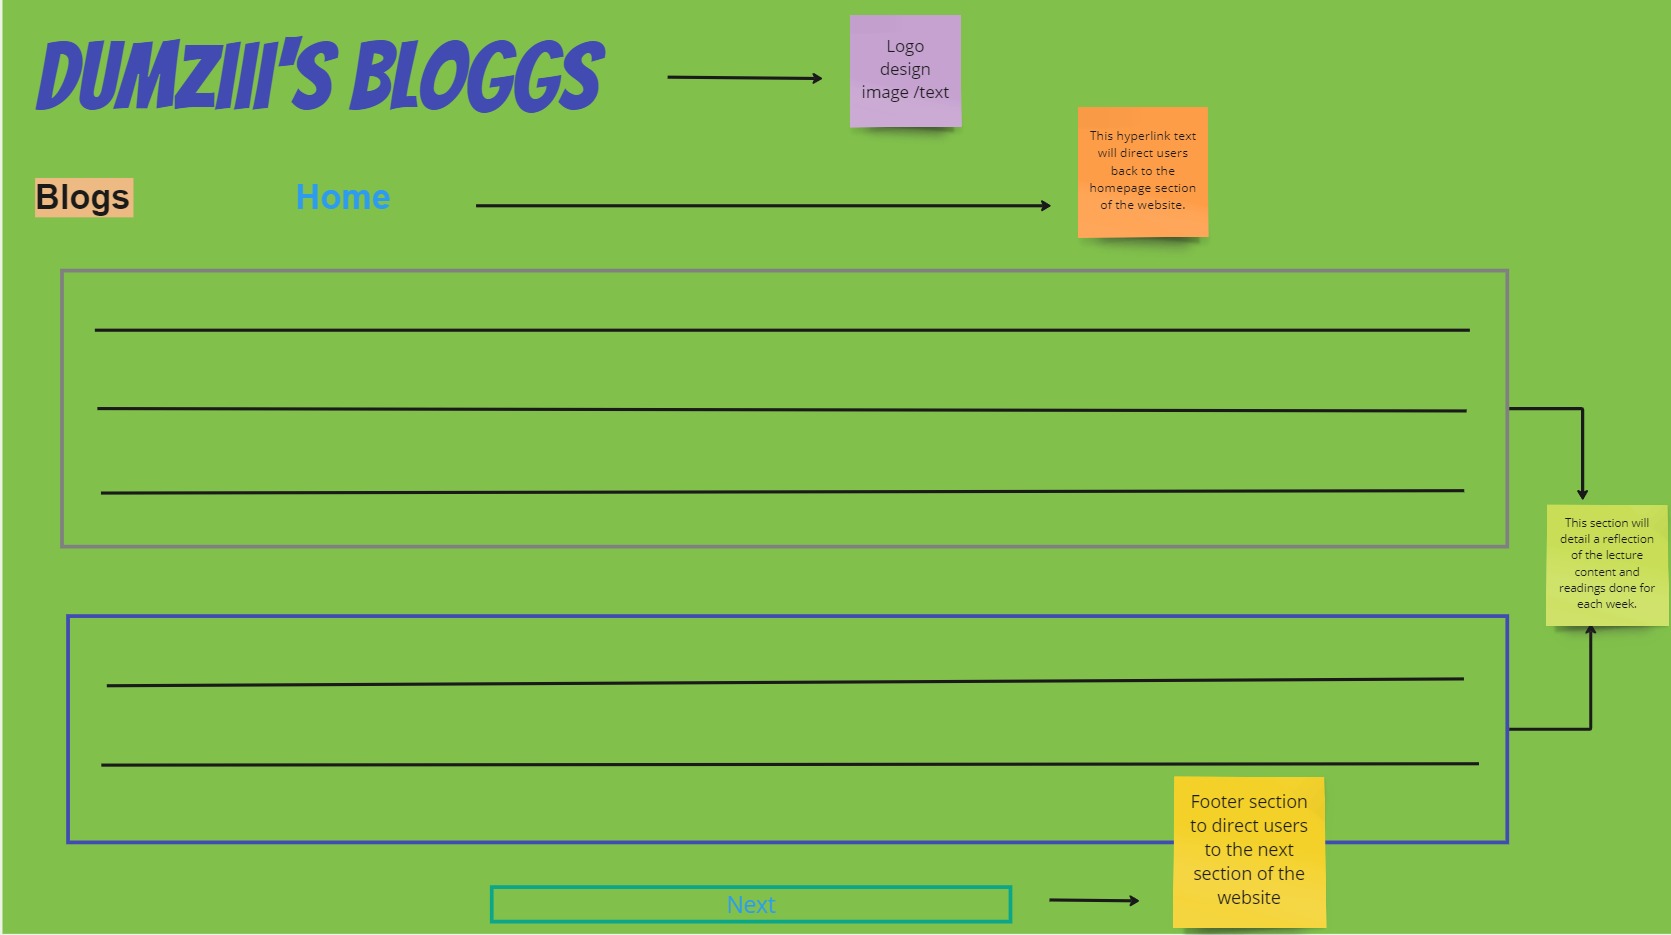 DUMZIII'S BLOGGS
Logo
design
image /text
This hyperlink text
will direct users
back to the
homepage section
of the website.
Blogs
Home
This section will
detail a reflection
of the lecture
content and
readings done for
each week.
Footer section
to direct users
to the next
section of the
website
Next